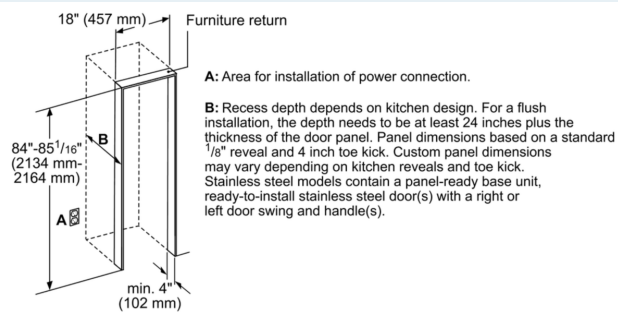 18" (457 mm)
Furniture return
A: Area for installation of power connection.
B: Recess depth depends on kitchen design. For a flush
installation, the depth needs to be at least 24 inches plus the
thickness of the door panel. Panel dimensions based on a standard
1/8" reveal and 4 inch toe kick. Custom panel dimensions
may vary depending on kitchen reveals and toe kick.
Stainless steel models contain a panel-ready base unit,
ready-to-install stainless steel door(s) with a right or
left door swing and handle(s).
B
84"-851/16"
(2134 mm-
2164 mm)
A
min. 4"
(102 mm)